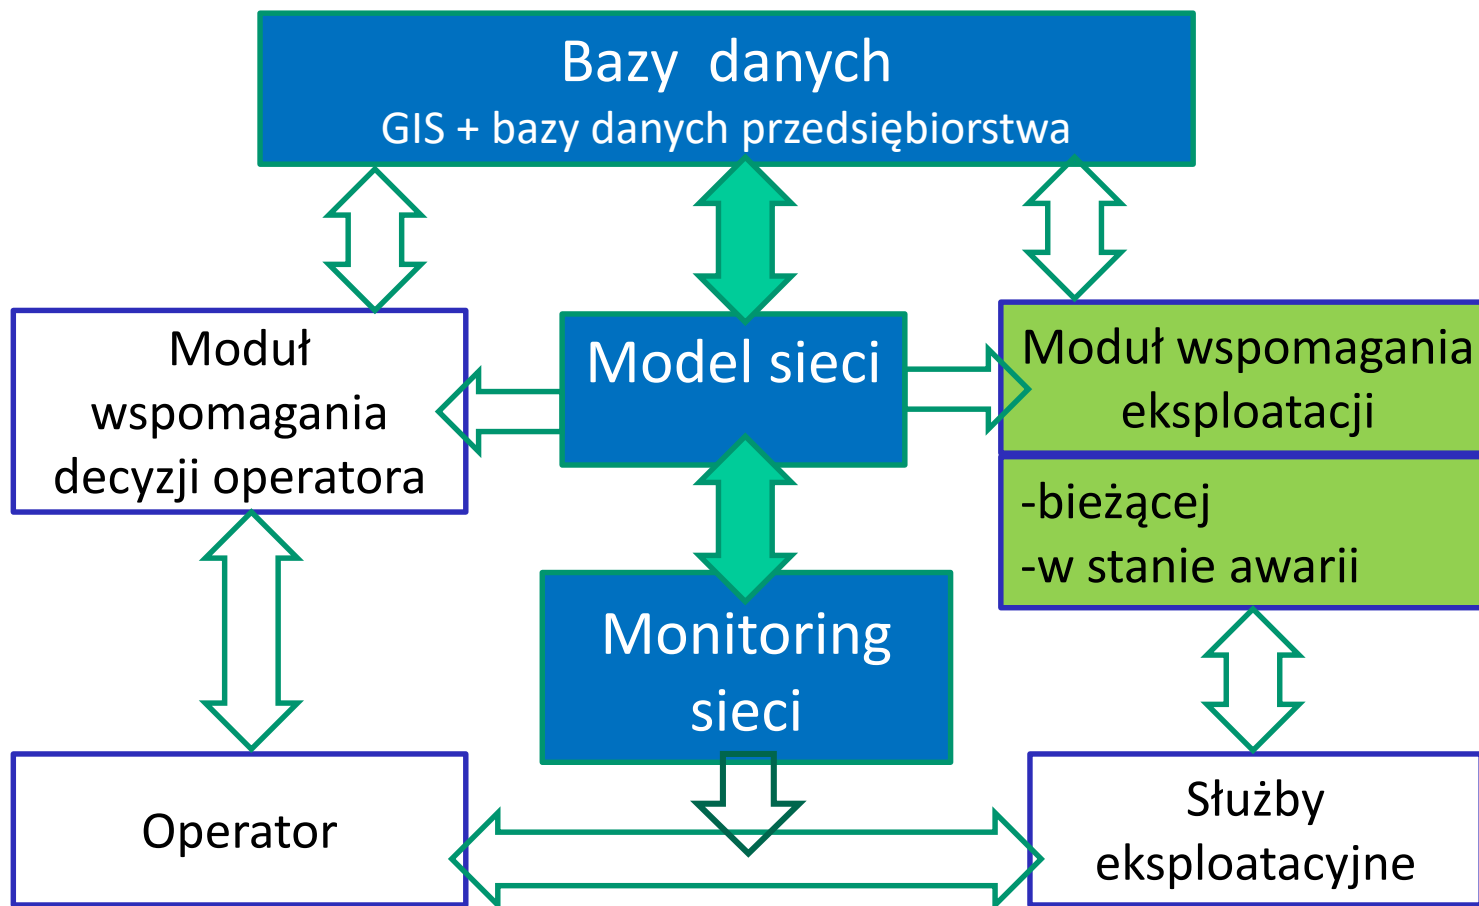 Bazy danych
GIS + bazy danych przedsiębiorstwa
Moduł
wspomagania
decyzji operatora
Model sieci
Moduł wspomagania
eksploatacji
-bieżącej
-w stanie awarii
Monitoring
sieci
Operator
Służby
eksploatacyjne